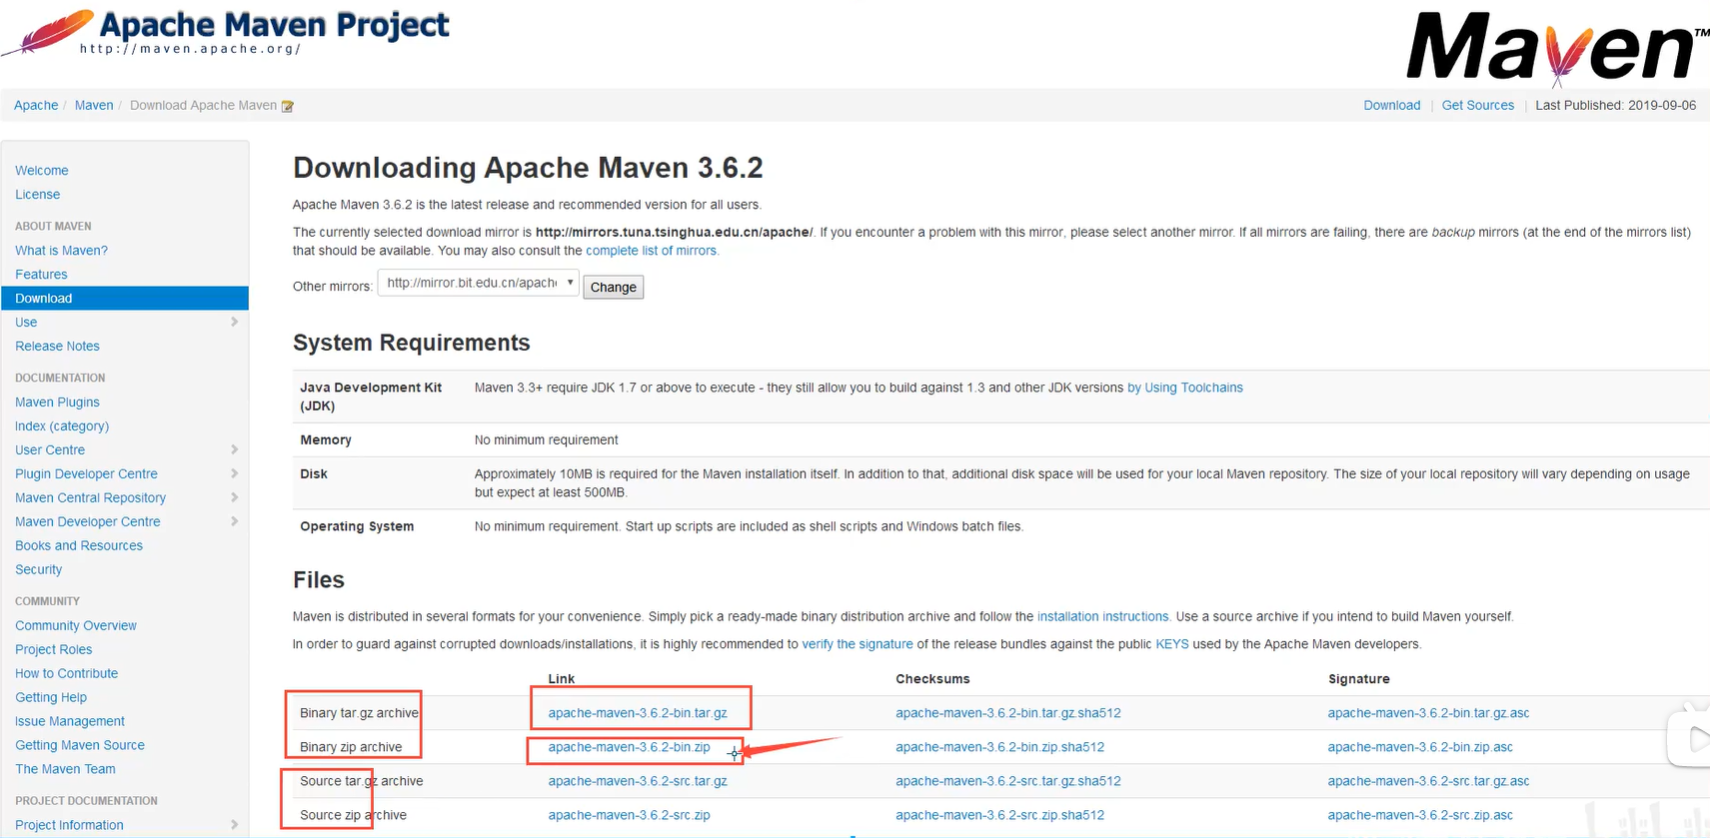 Apache Maven Project
http://maven.apache.org/
Maven™
Apache / Maven / Download Apache Maven
Download | Get Sources | Last Published: 2019-09-06
Welcome
License
ABOUT MAVEN
What is Maven?
Features
Download
Use
Release Notes
DOCUMENTATION
Maven Plugins
Index (category)
User Centre
Plugin Developer Centre
Maven Central Repository
Maven Developer Centre
Books and Resources
Security
COMMUNITY
Community Overview
Project Roles
How to Contribute
Getting Help
Issue Management
Getting Maven Source
The Maven Team
PROJECT DOCUMENTATION
Project Information
Downloading Apache Maven 3.6.2
Apache Maven 3.6.2 is the latest release and recommended version for all users.
The currently selected download mirror is http://mirrors.tuna.tsinghua.edu.cn/apache/. If you encounter a problem with this mirror, please select another mirror. If all mirrors are failing, there are backup mirrors (at the end of the mirrors list)
that should be available. You may also consult the complete list of mirrors.
Other mirrors: http://mirror.bit.edu.cn/apach Change
System Requirements
Java Development Kit Maven 3.3+ require JDK 1.7 or above to execute - they still allow you to build against 1.3 and other JDK versions by Using Toolchains
(JDK)
Memory No minimum requirement
Disk Approximately 10MB is required for the Maven installation itself. In addition to that, additional disk space will be used for your local Maven repository. The size of your local repository will vary depending on usage
but expect at least 500MB.
Operating System No minimum requirement. Start up scripts are included as shell scripts and Windows batch files.
Files
Maven is distributed in several formats for your convenience. Simply pick a ready-made binary distribution archive and follow the installation instructions. Use a source archive if you intend to build Maven yourself.
In order to guard against corrupted downloads/installations, it is highly recommended to verify the signature of the release bundles against the public KEYS used by the Apache Maven developers.
Link Checksums Signature
Binary tar.gz archive apache-maven-3.6.2-bin.tar.gz apache-maven-3.6.2-bin.tar.gz.sha512 apache-maven-3.6.2-bin.tar.gz.asc
Binary zip archive apache-maven-3.6.2-bin.zip apache-maven-3.6.2-bin.zip.sha512 apache-maven-3.6.2-bin.zip.asc
Source tar.gz archive apache-maven-3.6.2-src.tar.gz apache-maven-3.6.2-src.tar.gz.sha512 apache-maven-3.6.2-src.tar.gz.asc
Source zip archive apache-maven-3.6.2-src.zip apache-maven-3.6.2-src.zip.sha512 apache-maven-3.6.2-src.zip.asc